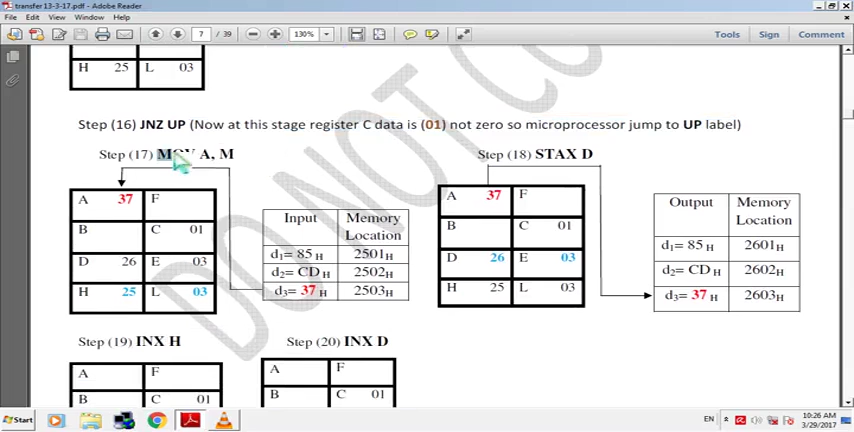 transfer 13-3-17.pdf - Adobe Reader
File Edit View Window Help
7 / 39 130% Tools Sign Comment
H 25 L 03
DO NOT CO
Step (16) JNZ UP (Now at this stage register C data is (01) not zero so microprocessor jump to UP label)
Step (17) MOV A, M
A 37 F
B C 01
D 26 E 03
H 25 L 03
Input Memory Location
d1= 85 H 2501H
d2= CD H 2502H
d3= 37 H 2503H
Step (18) STAX D
A 37 F
B C 01
D 26 E 03
H 25 L 03
Output Memory Location
d1= 85 H 2601H
d2= CD H 2602H
d3= 37 H 2603H
Step (19) INX H
A F
B C 01
Step (20) INX D
A F
B C 01
Start
EN
10:26 AM
3/29/2017